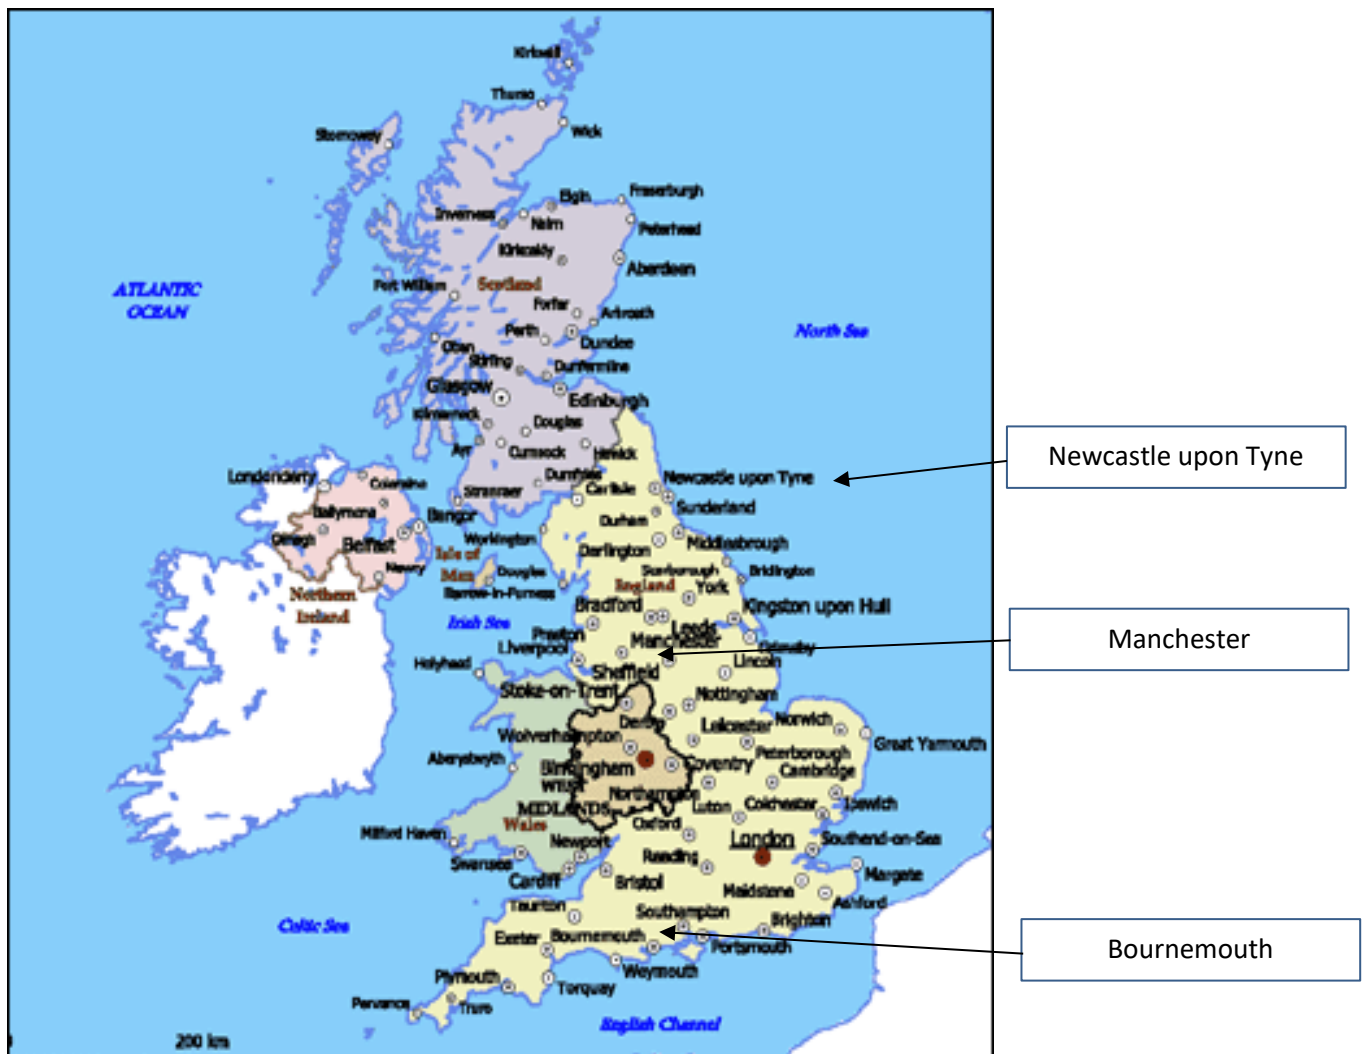 Kirkwall
Thurso
Wick
Stornoway
Elgin
Fraserburgh
Inverness
Nairn
Peterhead
Kirkcaldy
Aberdeen
Scotland
Fort William
ATLANTIC
OCEAN
Forfar
Arbroath
North Sea
Perth
Dundee
Oban
Stirling
Dunfermline
Glasgow
Edinburgh
Kilmarneck
Douglas
Ayr
Cumnock
Hawick
Newcastle upon Tyne
Londonderry
Coleraine
Dumfries
Carlisle
Newcastle upon Tyne
Stranraer
Sunderland
Ballymena
Bangor
Durham
Omagh
Belfast
Workington
Darlington
Middlesbrough
Isle of
Man
Newry
Douglas
Scarborough
Bridlington
Northern
Ireland
Barrow-in-Furness
England
York
Bradford
Kingston upon Hull
Irish Sea
Preston
Leeds
Manchester
Grimsby
Manchester
Liverpool
Holyhead
Sheffield
Lincoln
Stoke-on-Trent
Nottingham
Derby
Leicester
Norwich
Wolverhampton
Peterborough
Great Yarmouth
Aberystwyth
Birmingham
Coventry
Cambridge
WEST
MIDLANDS
Northampton
Luton
Colchester
Ipswich
Wales
Oxford
London
Southend-on-Sea
Milford Haven
Newport
Reading
Swansea
Cardiff
Bristol
Maidstone
Margate
Ashford
Taunton
Southampton
Brighton
Celtic Sea
Exeter
Bournemouth
Portsmouth
Bournemouth
Plymouth
Weymouth
Torquay
Penzance
Truro
English Channel
200 km